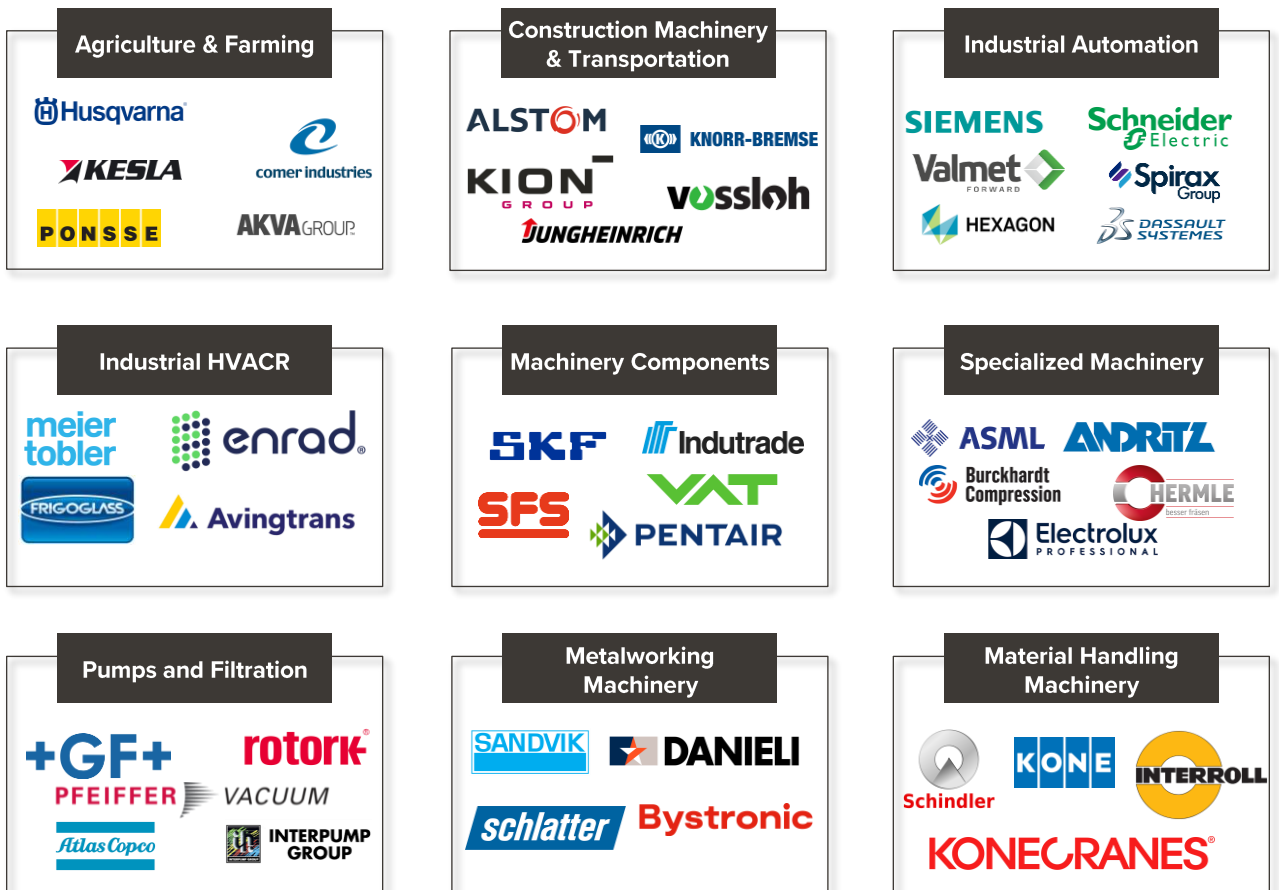 Agriculture & Farming
Husqvarna
comer industries
KESLA
PONSSE
AKVA GROUP™
Construction Machinery
& Transportation
ALSTOM
KNORR-BREMSE
KION
GROUP
vossloh
JUNGHEINRICH
Industrial Automation
SIEMENS
Schneider
Electric
Valmet
FORWARD
Spirax
Group
HEXAGON
DASSAULT
SYSTEMES
Industrial HVACR
meier
tobler
enrad®
FRIGOGLASS
Avingtrans
Machinery Components
SKF
Indutrade
SFS
VAT
PENTAIR
Specialized Machinery
ASML
ANDRITZ
Burckhardt
Compression
HERMLE
besser fräsen
Electrolux
PROFESSIONAL
Pumps and Filtration
+GF+
rotork®
PFEIFFER VACUUM
Atlas Copco
INTERPUMP GROUP
INTERPUMP
GROUP
Metalworking
Machinery
SANDVIK
DANIELI
schlatter
Bystronic
Material Handling
Machinery
Schindler
KONE
INTERROLL
KONECRANES®